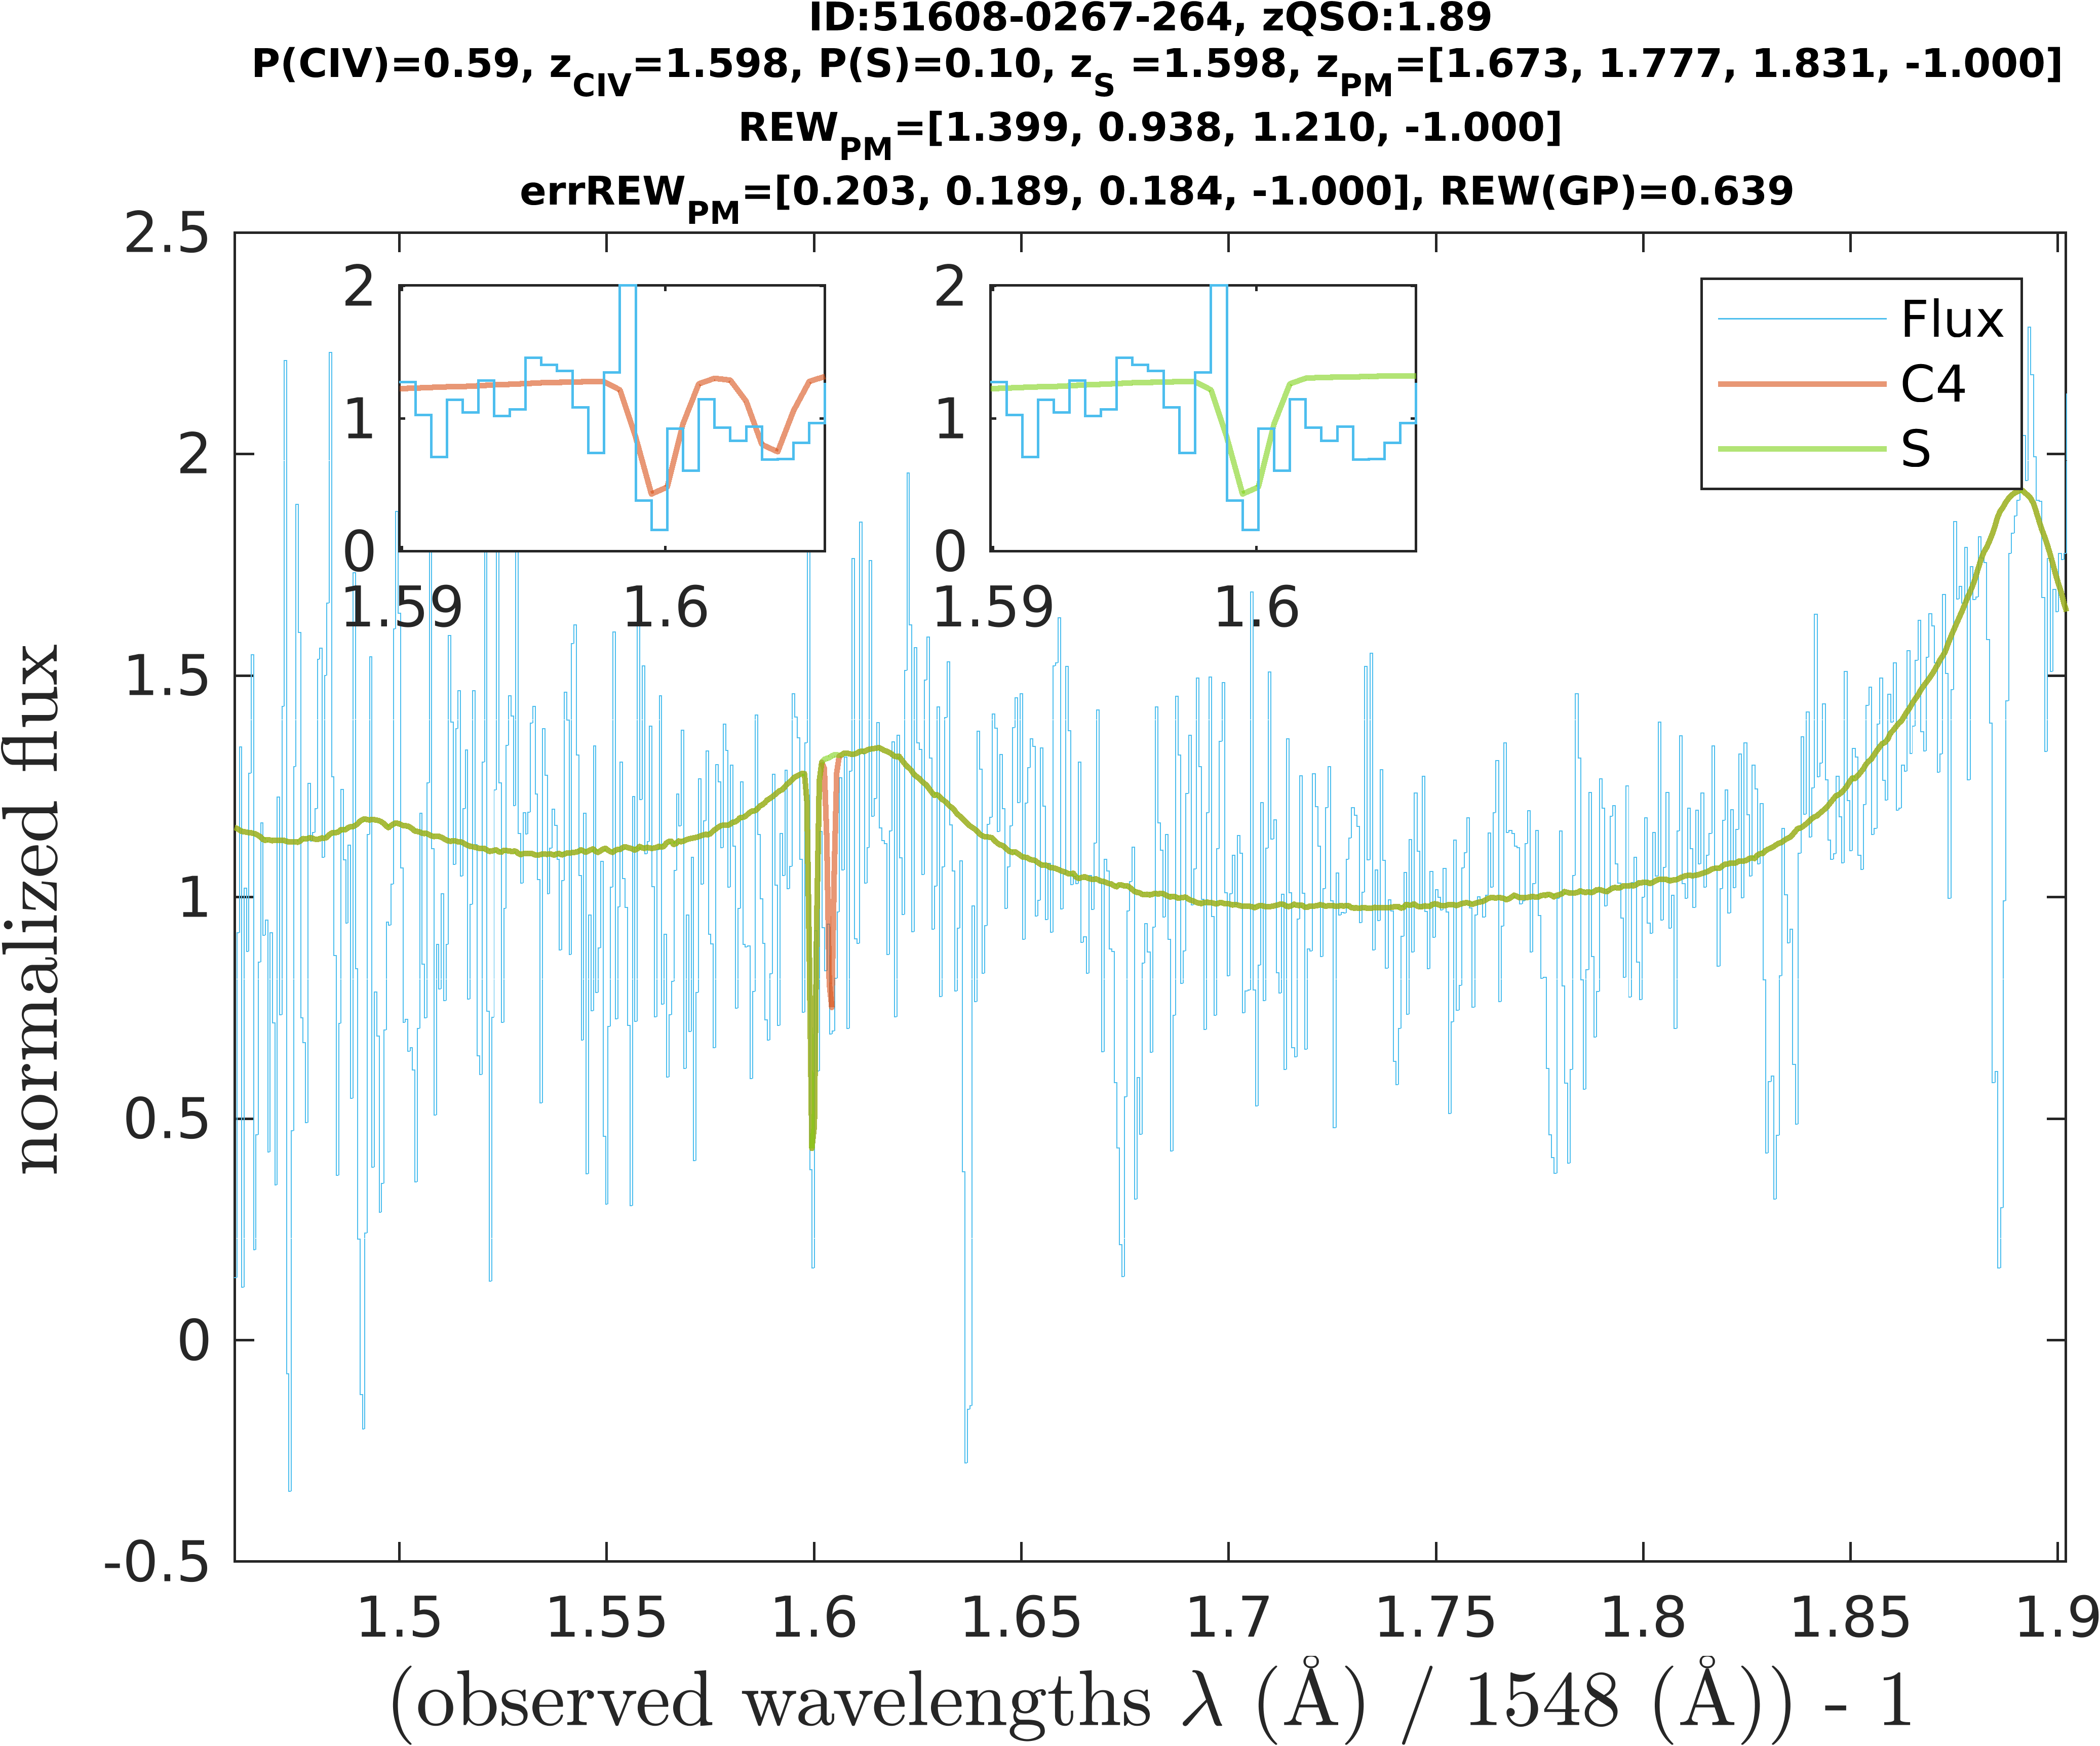 ID:51608-0267-264, zQSO:1.89
P(CIV)=0.59, zCIV=1.598, P(S)=0.10, zS =1.598, zPM=[1.673, 1.777, 1.831, -1.000]
REWPM=[1.399, 0.938, 1.210, -1.000]
errREWPM=[0.203, 0.189, 0.184, -1.000], REW(GP)=0.639
2.5
2
1.5
1
0.5
0
-0.5
2
1
0
1.59
1.6
2
1
0
1.59
1.6
Flux
C4
S
normalized flux
1.5
1.55
1.6
1.65
1.7
1.75
1.8
1.85
1.9
(observed wavelengths λ (Å) / 1548 (Å)) - 1